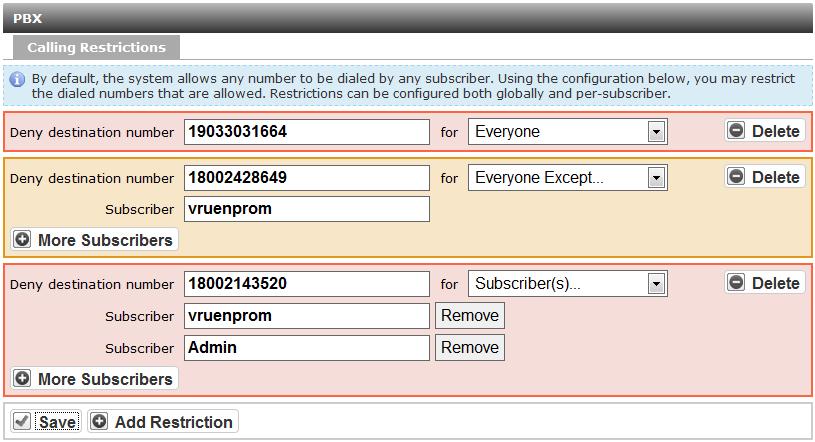 PBX
Calling Restrictions
By default, the system allows any number to be dialed by any subscriber. Using the configuration below, you may restrict
the dialed numbers that are allowed. Restrictions can be configured both globally and per-subscriber.
Deny destination number 19033031664 for Everyone Delete
Deny destination number 18002428649 for Everyone Except... Delete
Subscriber vruenprom
More Subscribers
Deny destination number 18002143520 for Subscriber(s)... Delete
Subscriber vruenprom Remove
Subscriber Admin Remove
More Subscribers
Save Add Restriction